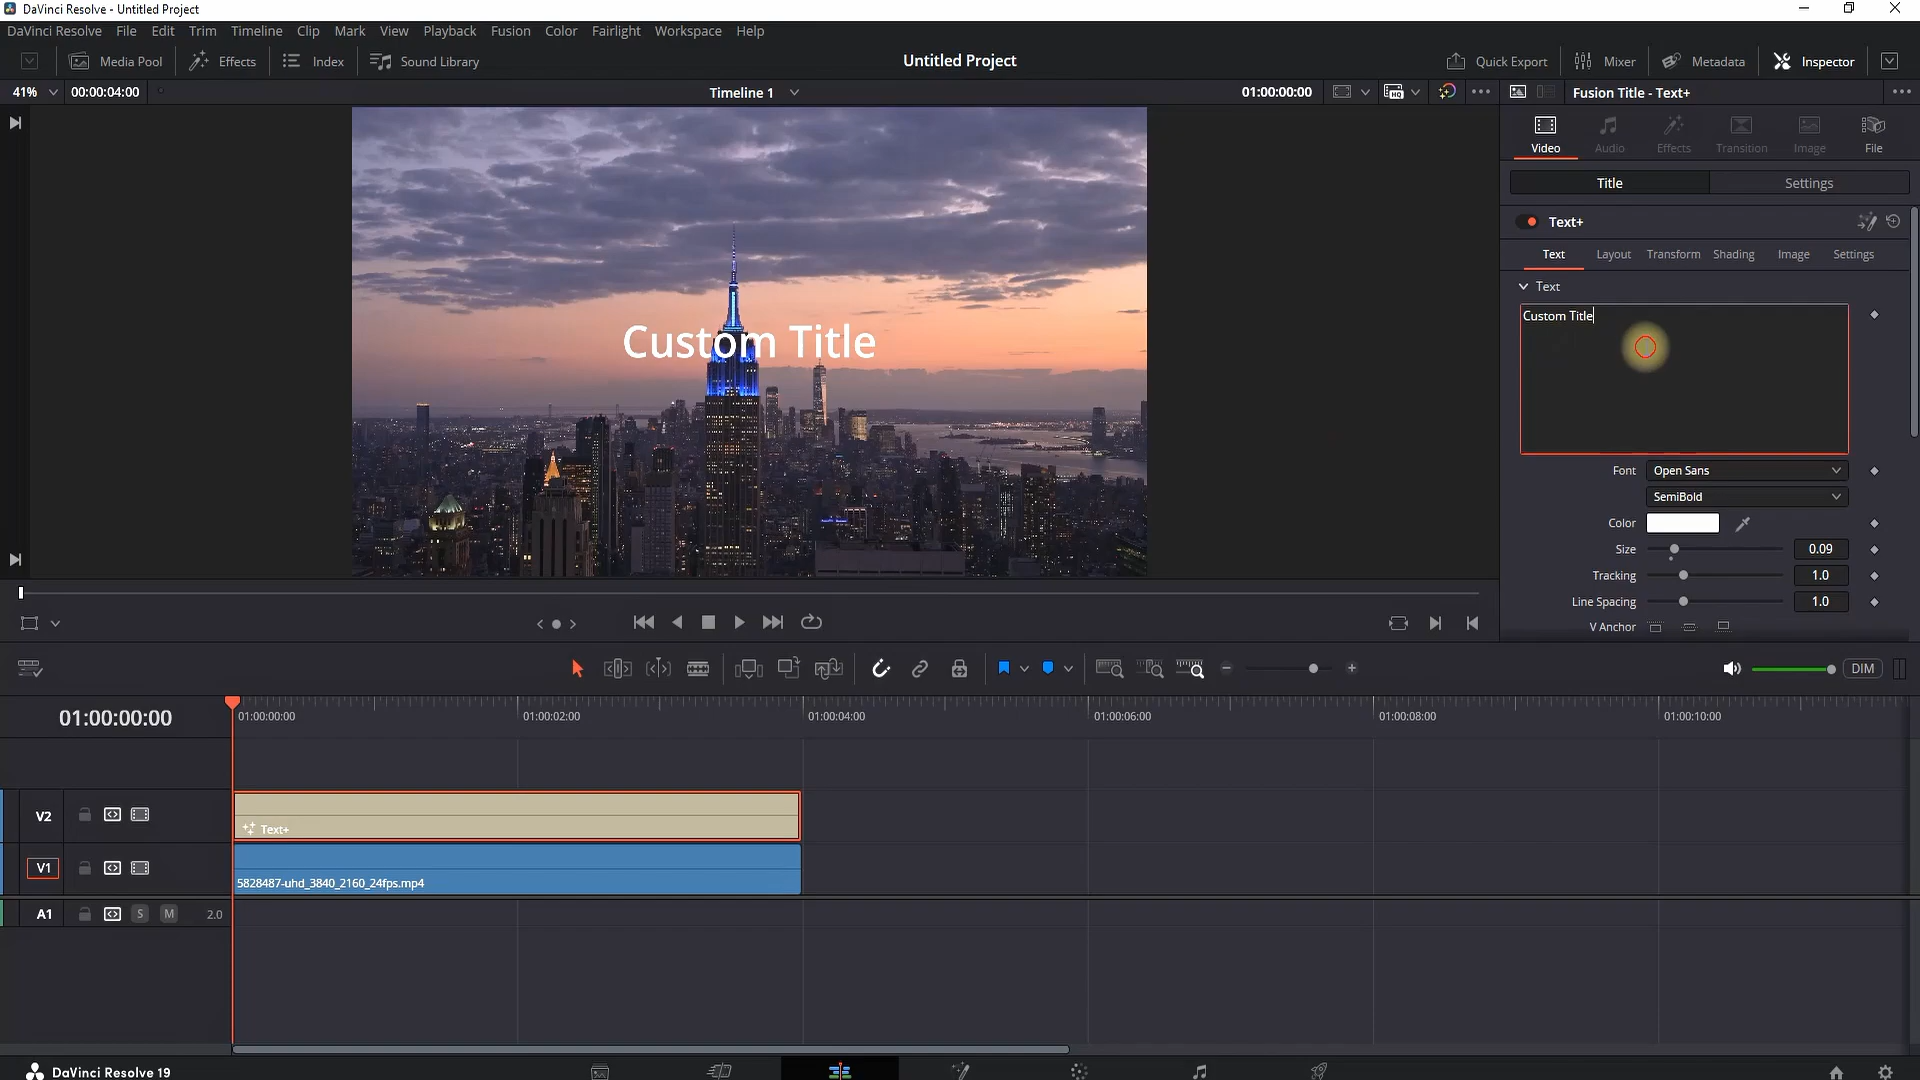 DaVinci Resolve - Untitled Project
DaVinci Resolve File Edit Trim Timeline Clip Mark View Playback Fusion Color Fairlight Workspace Help
Media Pool Effects Index Sound Library Untitled Project Quick Export Mixer Metadata Inspector
41% 00:00:04:00 Timeline 1 01:00:00:00 Fusion Title - Text+
Video Audio Effects Transition Image File
Title Settings
Text+
Text Layout Transform Shading Image Settings
Text
Custom Title
Custom Title
Font Open Sans
SemiBold
Color
Size 0.09
Tracking 1.0
Line Spacing 1.0
V Anchor
DIM
01:00:00:00 01:00:00:00 01:00:02:00 01:00:04:00 01:00:06:00 01:00:08:00 01:00:10:00
V2 Text+
V1 5828487-uhd_3840_2160_24fps.mp4
A1 S M 2.0
DaVinci Resolve 19